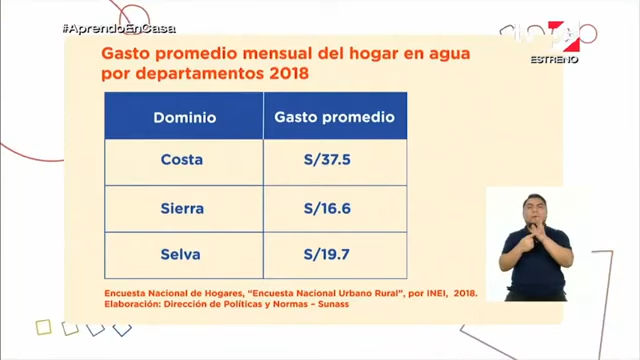 #AprendoEnCasa
ESTRENO
Gasto promedio mensual del hogar en agua
por departamentos 2018
Dominio Gasto promedio
Costa S/37.5
Sierra S/16.6
Selva S/19.7
Encuesta Nacional de Hogares, "Encuesta Nacional Urbano Rural", por INEI, 2018.
Elaboración: Dirección de Políticas y Normas – Sunass